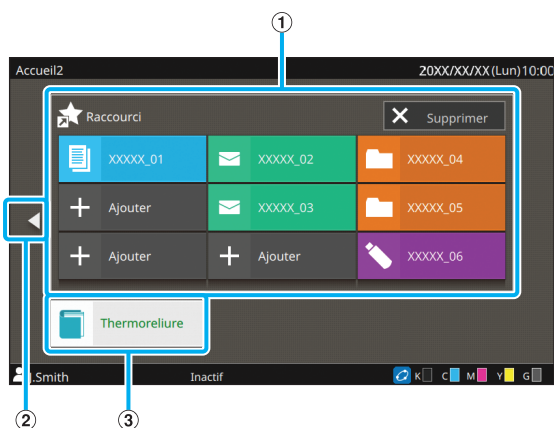 1
Accueil2 20XX/XX/XX (Lun) 10:00
Raccourci Supprimer
XXXXX_01 XXXXX_02 XXXXX_04
Ajouter XXXXX_03 XXXXX_05
Ajouter Ajouter XXXXX_06
Thermoreliure
J.Smith Inactif K C M Y G
2 3